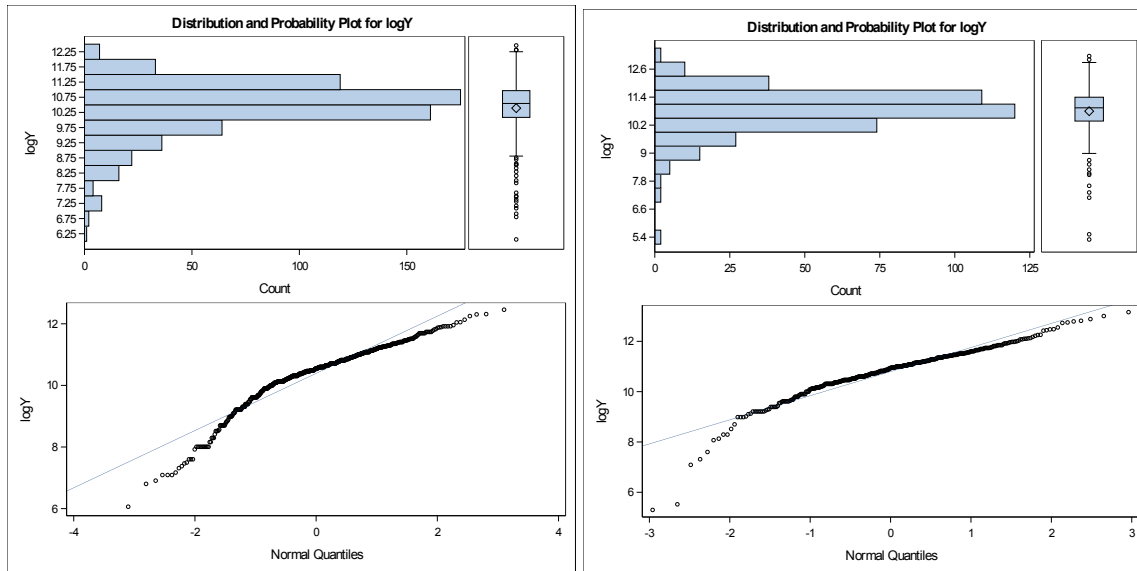 Distribution and Probability Plot for logY
logY
12.25
11.75
11.25
10.75
10.25
9.75
9.25
8.75
8.25
7.75
7.25
6.75
6.25
0 50 100 150
Count
logY
12
10
8
6
-4 -2 0 2 4
Normal Quantiles
Distribution and Probability Plot for logY
logY
12.6
11.4
10.2
9
7.8
6.6
5.4
0 25 50 75 100 125
Count
logY
12
10
8
6
-3 -2 -1 0 1 2 3
Normal Quantiles